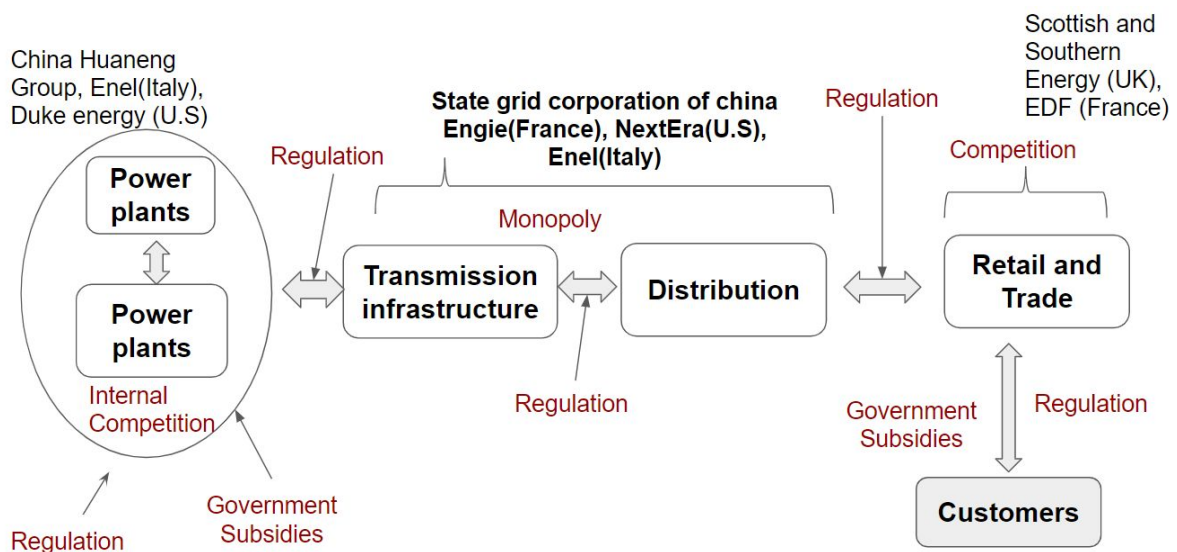 China Huaneng
Group, Enel(Italy),
Duke energy (U.S)
Power
plants
Power
plants
Internal
Competition
Regulation
Government
Subsidies
Regulation
State grid corporation of china
Engie(France), NextEra(U.S),
Enel(Italy)
Monopoly
Transmission
infrastructure
Distribution
Regulation
Regulation
Scottish and
Southern
Energy (UK),
EDF (France)
Competition
Retail and
Trade
Government
Subsidies
Regulation
Customers